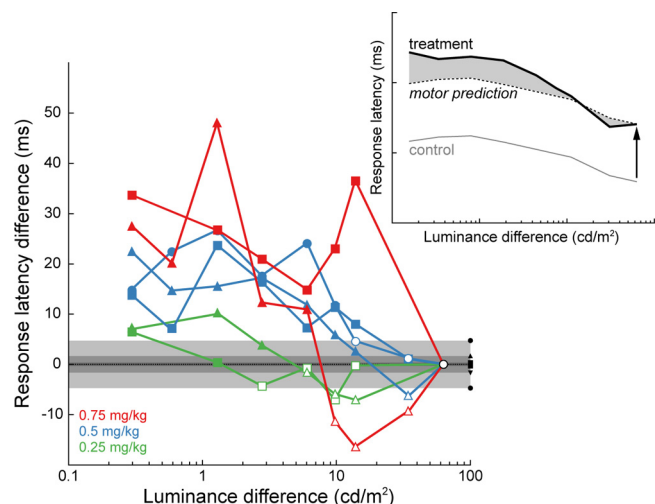 Response latency difference (ms)
50
40
30
20
10
0
-10
0.75 mg/kg
0.5 mg/kg
0.25 mg/kg
0.1
1
10
100
Luminance difference (cd/m²)
Response latency (ms)
treatment
motor prediction
control
Luminance difference (cd/m²)